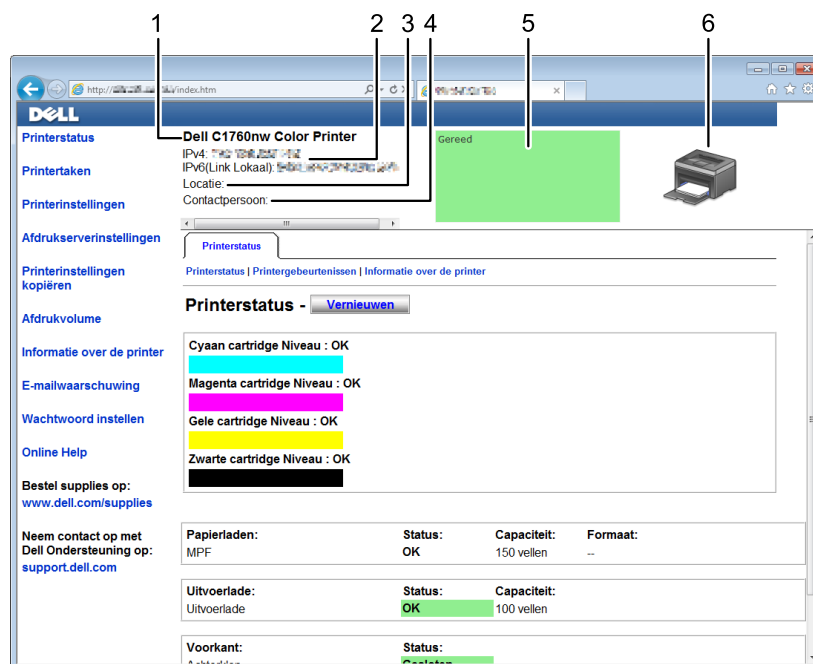 1 2 3 4 5 6
http:// /index.htm
DELL
Printerstatus
Printertaken
Printerinstellingen
Afdrukserverinstellingen
Printerinstellingen
kopiëren
Afdrukvolume
Informatie over de printer
E-mailwaarschuwing
Wachtwoord instellen
Online Help
Bestel supplies op:
www.dell.com/supplies
Neem contact op met
Dell Ondersteuning op:
support.dell.com
Dell C1760nw Color Printer
IPv4:
IPv6(Link Lokaal):
Locatie:
Contactpersoon:
Gereed
Printerstatus
Printerstatus | Printergebeurtenissen | Informatie over de printer
Printerstatus - Vernieuwen
Cyaan cartridge Niveau : OK
Magenta cartridge Niveau : OK
Gele cartridge Niveau : OK
Zwarte cartridge Niveau : OK
Papierladen: Status: Capaciteit: Formaat:
MPF OK 150 vellen --
Uitvoerlade: Status: Capaciteit:
Uitvoerlade OK 100 vellen
Voorkant: Status: